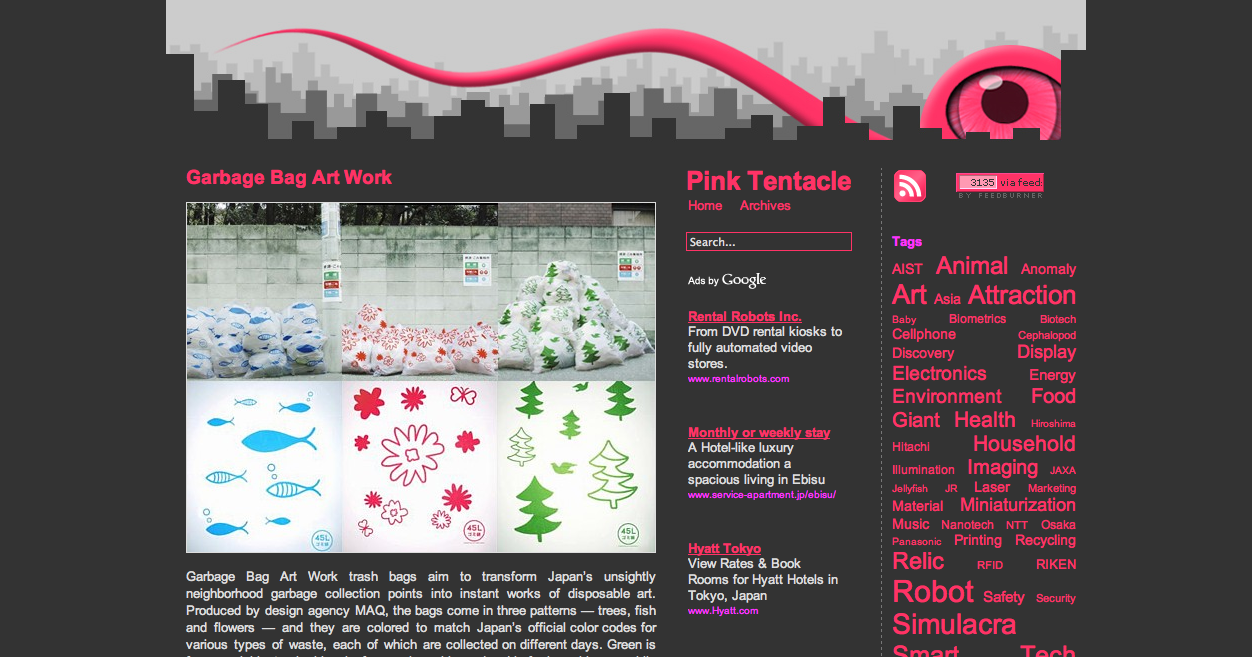 Garbage Bag Art Work
45L
45L
45L
Garbage Bag Art Work trash bags aim to transform Japan's unsightly
neighborhood garbage collection points into instant works of disposable art.
Produced by design agency MAQ, the bags come in three patterns — trees, fish
and flowers — and they are colored to match Japan's official color codes for
various types of waste, each of which are collected on different days. Green is
Pink Tentacle
Home Archives
Search...
Ads by Google
Rental Robots Inc.
From DVD rental kiosks to
fully automated video
stores.
www.rentalrobots.com
Monthly or weekly stay
A Hotel-like luxury
accommodation a
spacious living in Ebisu
www.service-apartment.jp/ebisu/
Hyatt Tokyo
View Rates & Book
Rooms for Hyatt Hotels in
Tokyo, Japan
www.Hyatt.com
3135 via feed
BY FEEDBURNER
Tags
AIST Animal Anomaly
Art Asia Attraction
Baby Biometrics Biotech
Cellphone Cephalopod
Discovery Display
Electronics Energy
Environment Food
Giant Health Hiroshima
Hitachi Household
Illumination Imaging JAXA
Jellyfish JR Laser Marketing
Material Miniaturization
Music Nanotech NTT Osaka
Panasonic Printing Recycling
Relic RFID RIKEN
Robot Safety Security
Simulacra
Smart Tech